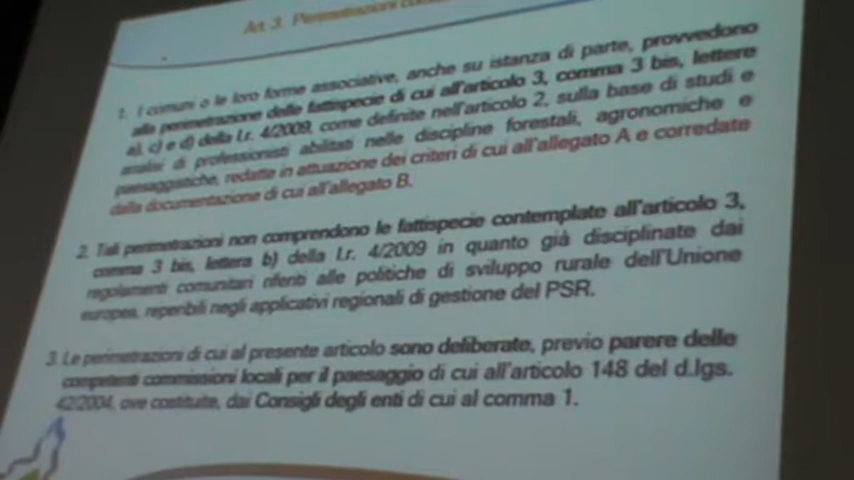 Art. 3. Perimetrazioni
1. I comuni o le loro forme associative, anche su istanza di parte, provvedono
alla perimetrazione delle fattispecie di cui all'articolo 3, comma 3 bis, lettere
a), c) e d) della l.r. 4/2009, come definite nell'articolo 2, sulla base di studi e
analisi di professionisti abilitati nelle discipline forestali, agronomiche e
paesaggistiche, redatte in attuazione dei criteri di cui all'allegato A e corredate
dalla documentazione di cui all'allegato B.
2. Tali perimetrazioni non comprendono le fattispecie contemplate all'articolo 3,
comma 3 bis, lettera b) della l.r. 4/2009 in quanto già disciplinate dai
regolamenti comunitari riferiti alle politiche di sviluppo rurale dell'Unione
europea, reperibili negli applicativi regionali di gestione del PSR.
3. Le perimetrazioni di cui al presente articolo sono deliberate, previo parere delle
competenti commissioni locali per il paesaggio di cui all'articolo 148 del d.lgs.
42/2004, ove costituite, dai Consigli degli enti di cui al comma 1.